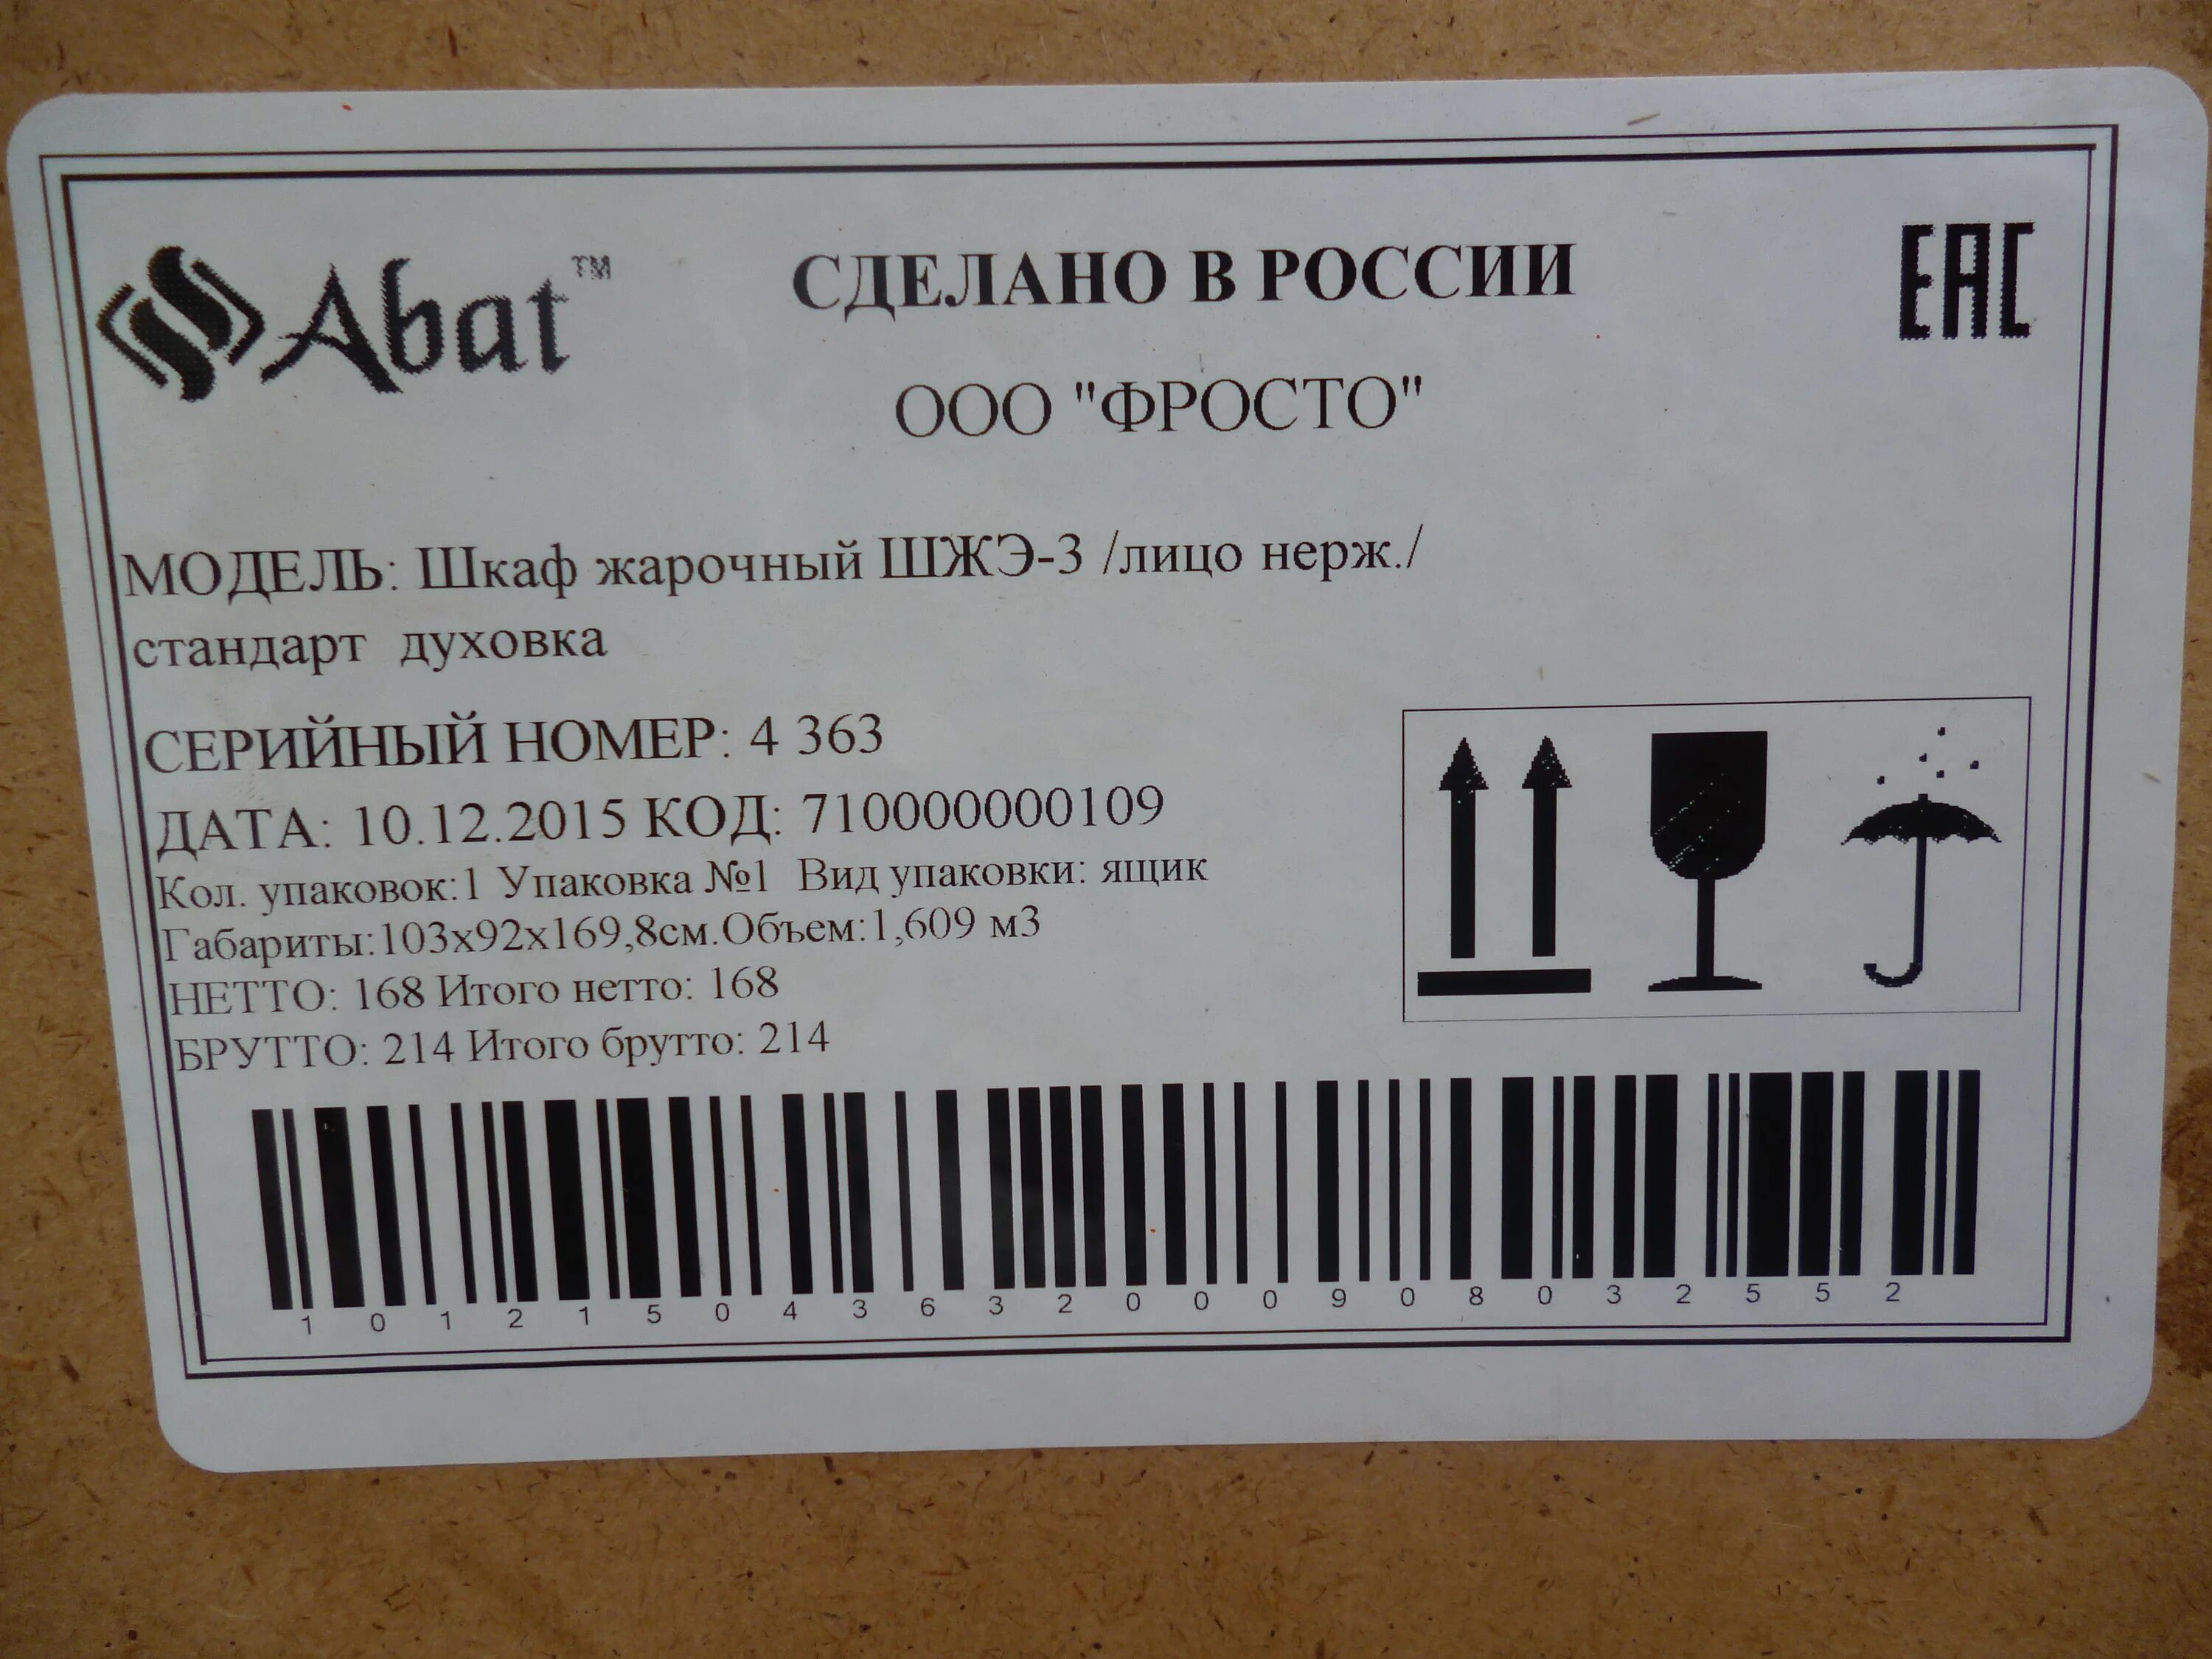 Abat™
СДЕЛАНО В РОССИИ
EAC
ООО "ФРОСТО"
МОДЕЛЬ: Шкаф жарочный ШЖЭ-3 /лицо нерж./
стандарт духовка
СЕРИЙНЫЙ НОМЕР: 4 363
ДАТА: 10.12.2015 КОД: 710000000109
Кол. упаковок:1 Упаковка №1 Вид упаковки: ящик
Габариты:103x92x169,8см.Объем:1,609 м3
НЕТТО: 168 Итого нетто: 168
БРУТТО: 214 Итого брутто: 214
1 0 1 2 1 5 0 4 3 6 3 2 0 0 0 9 0 8 0 3 2 5 5 2